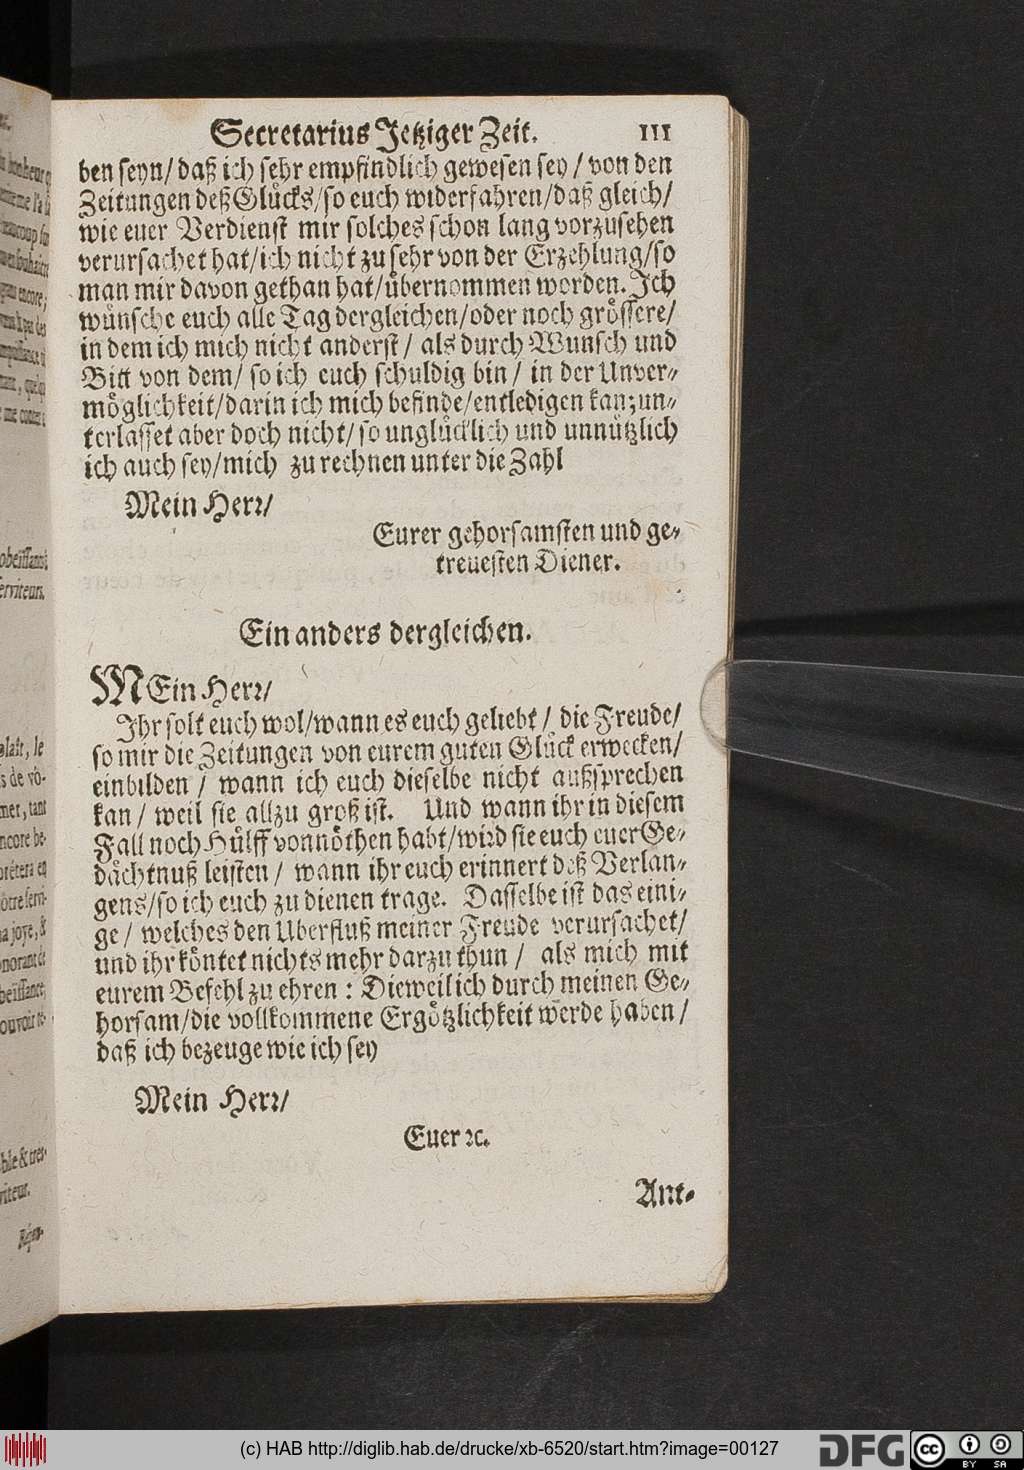 Secretarius Jetziger Zeit. 111
ben seyn/ daß ich sehr empfindlich gewesen sey / von den
Zeitungen deß Glücks/so euch widerfahren/daß gleich/
wie euer Verdienst mir solches schon lang vorzusehen
verursachet hat/ich nicht zu sehr von der Erzehlung/so
man mir davon gethan hat/übernommen worden. Ich
wünsche euch alle Tag dergleichen/oder noch grössere/
in dem ich mich nicht anderst / als durch Wunsch und
Bitt von dem/ so ich euch schuldig bin / in der Unver-
möglichkeit/darin ich mich befinde/entledigen kan; un-
terlasset aber doch nicht/ so unglücklich und unnützlich
ich auch sey/mich zu rechnen unter die Zahl
Mein Herr/
Eurer gehorsamsten und ge-
treuesten Diener.
Ein anders dergleichen.
MEin Herr/
Ihr solt euch wol/wann es euch geliebt / die Freude/
so mir die Zeitungen von eurem guten Glück erwecken/
einbilden / wann ich euch dieselbe nicht außsprechen
kan / weil sie allzu groß ist. Und wann ihr in diesem
Fall noch Hülff vonnöthen habt/wird sie euch euer Ge-
dächtnuß leisten / wann ihr euch erinnert deß Verlan-
gens/so ich euch zu dienen trage. Dasselbe ist das eini-
ge / welches den Uberfluß meiner Freude verursachet/
und ihr köntet nichts mehr darzu thun / als mich mit
eurem Befehl zu ehren : Dieweil ich durch meinen Ge-
horsam/die vollkommene Ergötzlichkeit werde haben /
daß ich bezeuge wie ich sey
Mein Herr/
Euer ꝛc.
Ant-
(c) HAB http://diglib.hab.de/drucke/xb-6520/start.htm?image=00127
DFG
cc BY SA